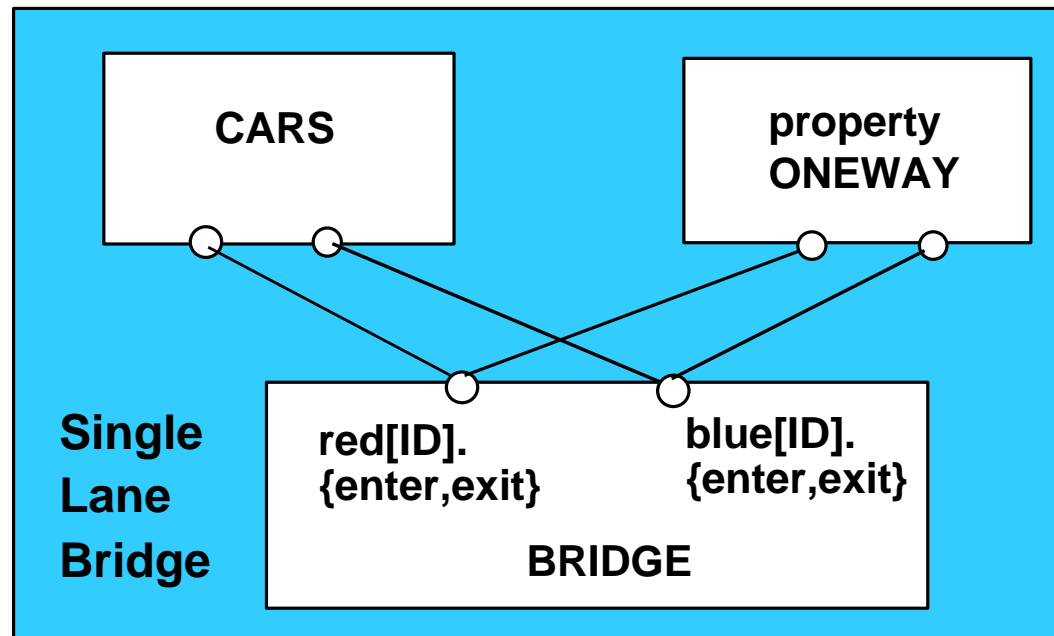 CARS
property
ONEWAY
Single
Lane
Bridge
red[ID].
{enter,exit}
blue[ID].
{enter,exit}
BRIDGE